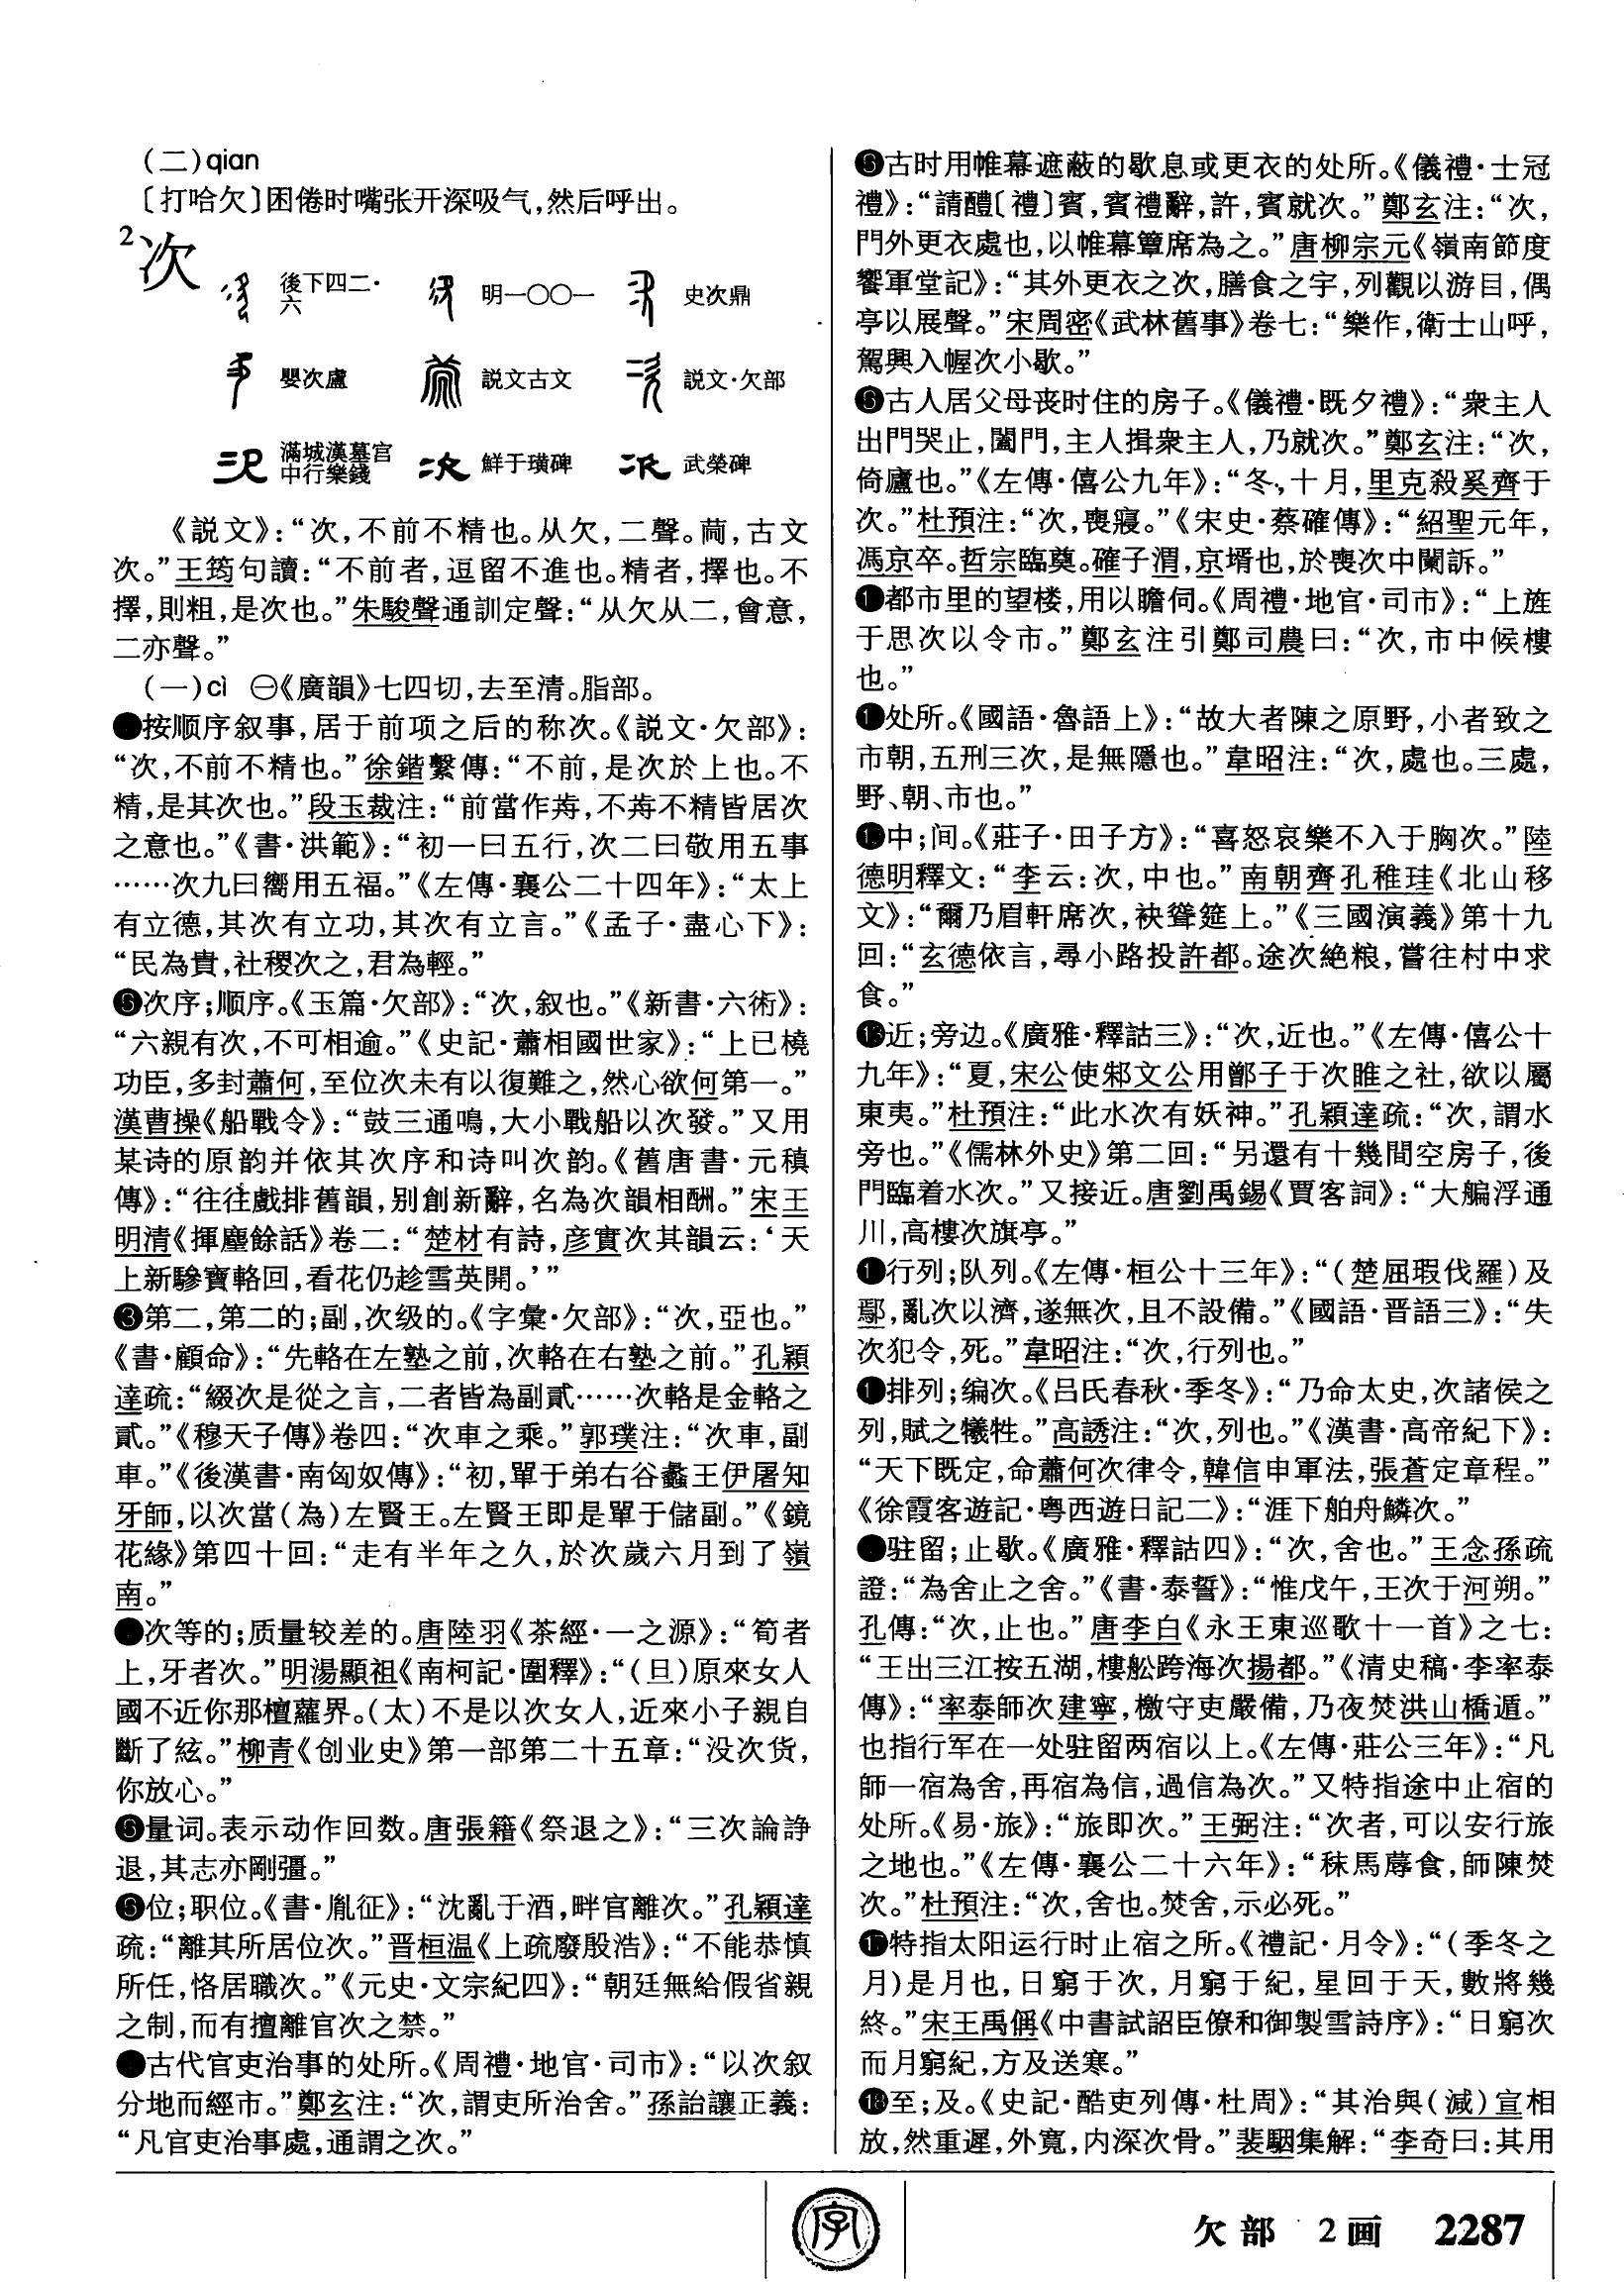 (二)qian
〔打哈欠〕困倦时嘴张开深吸气,然后呼出。
2次
後下四二·六 明一〇〇一 史次鼎
嬰次盧 説文古文 説文·欠部
滿城漢墓宫中行樂錢 鮮于璜碑 武榮碑
《説文》:“次,不前不精也。从欠,二聲。𦮏,古文
次。”王筠句讀:“不前者,逗留不進也。精者,擇也。不
擇,則粗,是次也。”朱駿聲通訓定聲:“从欠从二,會意,
二亦聲。”
(一)cì ㊀《廣韻》七四切,去至清。脂部。
按顺序叙事,居于前项之后的称次。《説文·欠部》:
“次,不前不精也。”徐鍇繫傳:“不前,是次於上也。不
精,是其次也。”段玉裁注:“前當作歬,不歬不精皆居次
之意也。”《書·洪範》:“初一曰五行,次二曰敬用五事
……次九曰嚮用五福。”《左傳·襄公二十四年》:“太上
有立德,其次有立功,其次有立言。”《孟子·盡心下》:
“民為貴,社稷次之,君為輕。”
次序;顺序。《玉篇·欠部》:“次,叙也。”《新書·六術》:
“六親有次,不可相逾。”《史記·蕭相國世家》:“上已橈
功臣,多封蕭何,至位次未有以復難之,然心欲何第一。”
漢曹操《船戰令》:“鼓三通鳴,大小戰船以次發。”又用
某诗的原韵并依其次序和诗叫次韵。《舊唐書·元稹
傳》:“往往戲排舊韻,别創新辭,名為次韻相酬。”宋王
明清《揮塵餘話》卷二:“楚材有詩,彦實次其韻云:‘天
上新驂寶輅回,看花仍趁雪英開。’”
❸第二,第二的;副,次级的。《字彙·欠部》:“次,亞也。”
《書·顧命》:“先輅在左塾之前,次輅在右塾之前。”孔穎
達疏:“綴次是從之言,二者皆為副貳……次輅是金輅之
貳。”《穆天子傳》卷四:“次車之乘。”郭璞注:“次車,副
車。”《後漢書·南匈奴傳》:“初,單于弟右谷蠡王伊屠知
牙師,以次當(為)左賢王。左賢王即是單于儲副。”《鏡
花緣》第四十回:“走有半年之久,於次歲六月到了嶺
南。”
次等的;质量较差的。唐陸羽《茶經·一之源》:“筍者
上,牙者次。”明湯顯祖《南柯記·圍釋》:“(旦)原來女人
國不近你那檀蘿界。(太)不是以次女人,近來小子親自
斷了絃。”柳青《创业史》第一部第二十五章:“没次货,
你放心。”
量词。表示动作回数。唐張籍《祭退之》:“三次論諍
退,其志亦剛彊。”
位;职位。《書·胤征》:“沈亂于酒,畔官離次。”孔穎達
疏:“離其所居位次。”晋桓温《上疏廢殷浩》:“不能恭慎
所任,恪居職次。”《元史·文宗紀四》:“朝廷無給假省親
之制,而有擅離官次之禁。”
古代官吏治事的处所。《周禮·地官·司市》:“以次叙
分地而經市。”鄭玄注:“次,謂吏所治舍。”孫詒讓正義:
“凡官吏治事處,通謂之次。”
古时用帷幕遮蔽的歇息或更衣的处所。《儀禮·士冠
禮》:“請醴〔禮〕賓,賓禮辭,許,賓就次。”鄭玄注:“次,
門外更衣處也,以帷幕簟席為之。”唐柳宗元《嶺南節度
饗軍堂記》:“其外更衣之次,膳食之宇,列觀以游目,偶
亭以展聲。”宋周密《武林舊事》卷七:“樂作,衛士山呼,
駕興入幄次小歇。”
古人居父母丧时住的房子。《儀禮·既夕禮》:“衆主人
出門哭止,闔門,主人揖衆主人,乃就次。”鄭玄注:“次,
倚廬也。”《左傳·僖公九年》:“冬,十月,里克殺奚齊于
次。”杜預注:“次,喪寢。”《宋史·蔡確傳》:“紹聖元年,
馮京卒。哲宗臨奠。確子渭,京壻也,於喪次中闌訴。”
都市里的望楼,用以瞻伺。《周禮·地官·司市》:“上旌
于思次以令市。”鄭玄注引鄭司農曰:“次,市中候樓
也。”
处所。《國語·魯語上》:“故大者陳之原野,小者致之
市朝,五刑三次,是無隱也。”韋昭注:“次,處也。三處,
野、朝、市也。”
中;间。《莊子·田子方》:“喜怒哀樂不入于胸次。”陸
德明釋文:“李云:次,中也。”南朝齊孔稚珪《北山移
文》:“爾乃眉軒席次,袂聳筵上。”《三國演義》第十九
回:“玄德依言,尋小路投許都。途次絶粮,嘗往村中求
食。”
近;旁边。《廣雅·釋詁三》:“次,近也。”《左傳·僖公十
九年》:“夏,宋公使邾文公用鄫子于次睢之社,欲以屬
東夷。”杜預注:“此水次有妖神。”孔穎達疏:“次,謂水
旁也。”《儒林外史》第二回:“另還有十幾間空房子,後
門臨着水次。”又接近。唐劉禹錫《賈客詞》:“大艑浮通
川,高樓次旗亭。”
行列;队列。《左傳·桓公十三年》:“(楚屈瑕伐羅)及
鄢,亂次以濟,遂無次,且不設備。”《國語·晋語三》:“失
次犯令,死。”韋昭注:“次,行列也。”
排列;编次。《吕氏春秋·季冬》:“乃命太史,次諸侯之
列,賦之犧牲。”高誘注:“次,列也。”《漢書·高帝紀下》:
“天下既定,命蕭何次律令,韓信申軍法,張蒼定章程。”
《徐霞客遊記·粵西遊日記二》:“涯下舶舟鱗次。”
驻留;止歇。《廣雅·釋詁四》:“次,舍也。”王念孫疏
證:“為舍止之舍。”《書·泰誓》:“惟戊午,王次于河朔。”
孔傳:“次,止也。”唐李白《永王東巡歌十一首》之七:
“王出三江按五湖,樓舩跨海次揚都。”《清史稿·李率泰
傳》:“率泰師次建寧,檄守吏嚴備,乃夜焚洪山橋遁。”
也指行军在一处驻留两宿以上。《左傳·莊公三年》:“凡
師一宿為舍,再宿為信,過信為次。”又特指途中止宿的
处所。《易·旅》:“旅即次。”王弼注:“次者,可以安行旅
之地也。”《左傳·襄公二十六年》:“秣馬蓐食,師陳焚
次。”杜預注:“次,舍也。焚舍,示必死。”
特指太阳运行时止宿之所。《禮記·月令》:“(季冬之
月)是月也,日窮于次,月窮于紀,星回于天,數將幾
終。”宋王禹偁《中書試詔臣僚和御製雪詩序》:“日窮次
而月窮紀,方及送寒。”
⓲至;及。《史記·酷吏列傳·杜周》:“其治與(減)宣相
放,然重遲,外寬,内深次骨。”裴駰集解:“李奇曰:其用
字
欠部 2画 2287